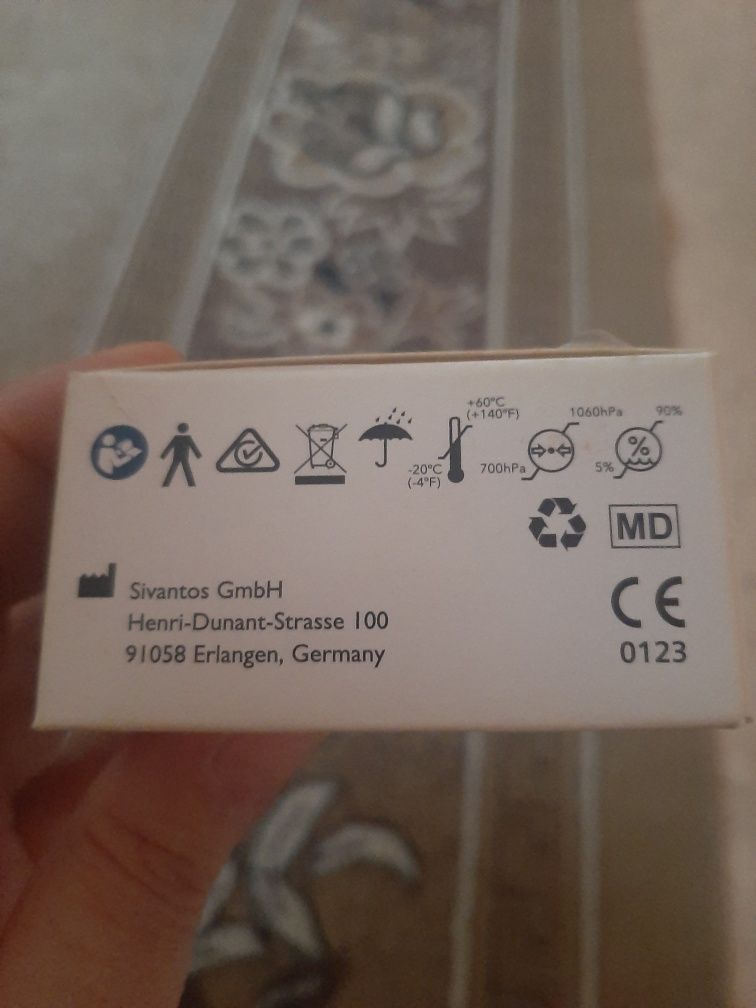 +60°C
(+140°F)
-20°C
(-4°F)
1060hPa
700hPa
90%
%
5%
MD
Sivantos GmbH
Henri-Dunant-Strasse 100
91058 Erlangen, Germany
CE
0123